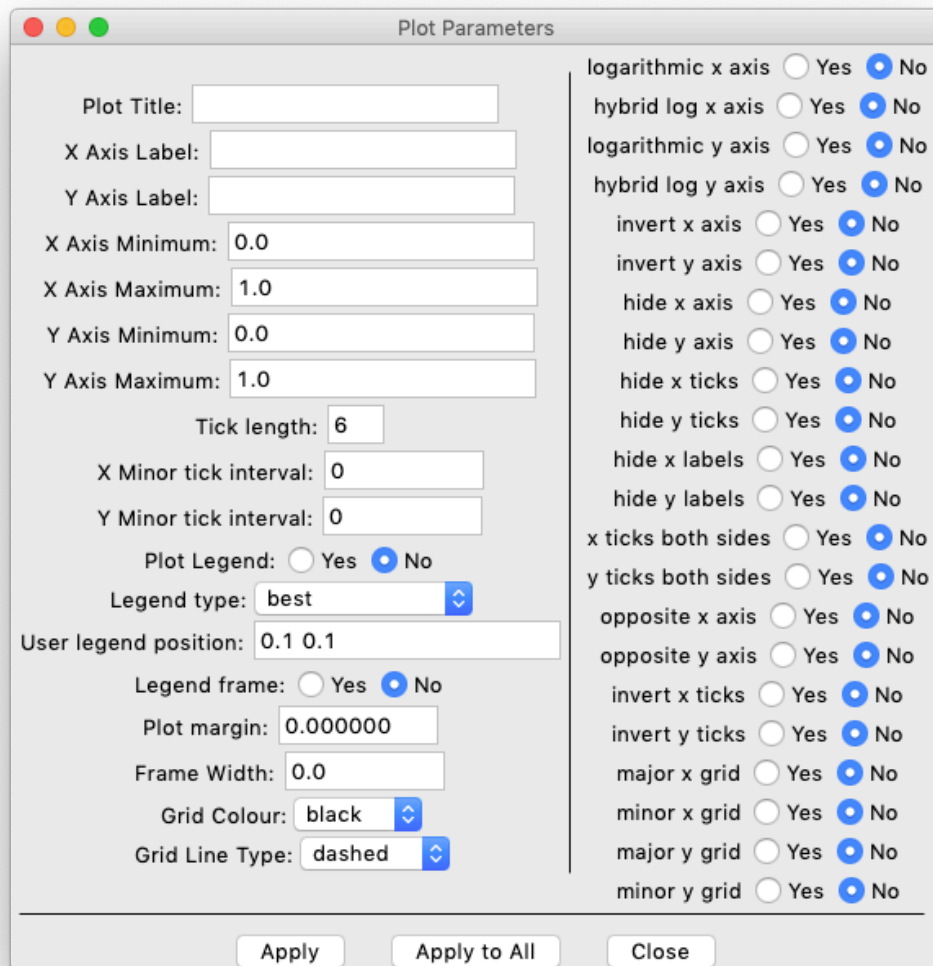 Plot Parameters
Plot Title:
X Axis Label:
Y Axis Label:
X Axis Minimum: 0.0
X Axis Maximum: 1.0
Y Axis Minimum: 0.0
Y Axis Maximum: 1.0
Tick length: 6
X Minor tick interval: 0
Y Minor tick interval: 0
Plot Legend: Yes No
Legend type: best
User legend position: 0.1 0.1
Legend frame: Yes No
Plot margin: 0.000000
Frame Width: 0.0
Grid Colour: black
Grid Line Type: dashed
logarithmic x axis Yes No
hybrid log x axis Yes No
logarithmic y axis Yes No
hybrid log y axis Yes No
invert x axis Yes No
invert y axis Yes No
hide x axis Yes No
hide y axis Yes No
hide x ticks Yes No
hide y ticks Yes No
hide x labels Yes No
hide y labels Yes No
x ticks both sides Yes No
y ticks both sides Yes No
opposite x axis Yes No
opposite y axis Yes No
invert x ticks Yes No
invert y ticks Yes No
major x grid Yes No
minor x grid Yes No
major y grid Yes No
minor y grid Yes No
Apply Apply to All Close